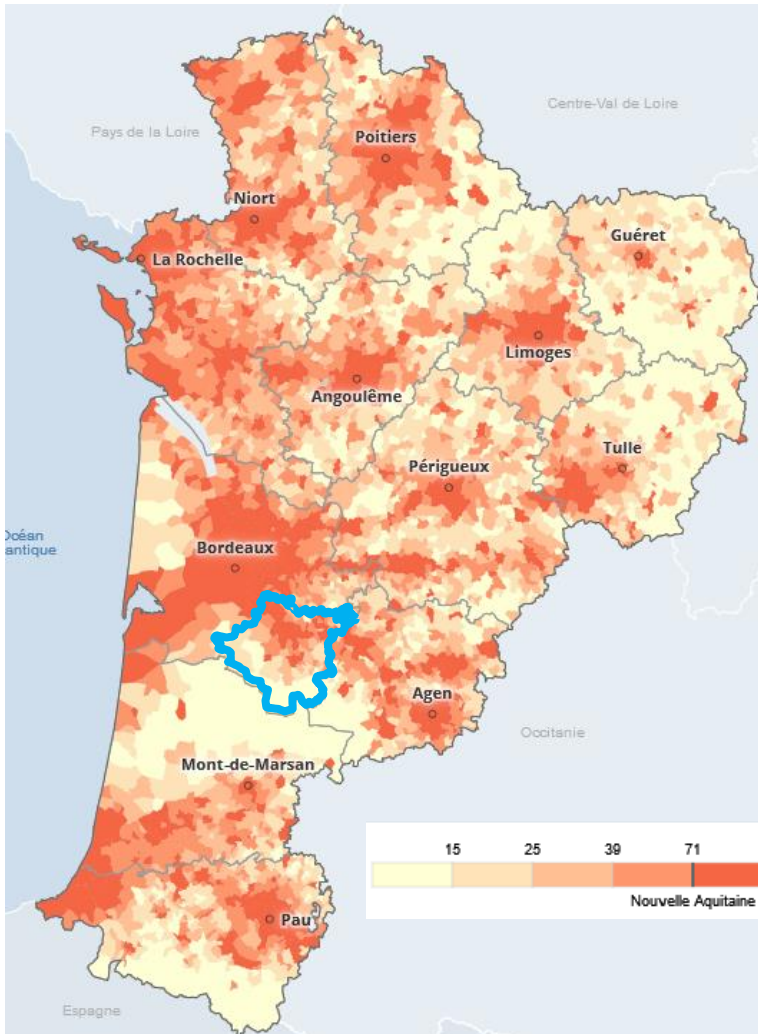 Centre-Val de Loire
Pays de la Loire
Poitiers
Niort
Guéret
La Rochelle
Limoges
Angoulême
Tulle
Périgueux
Océan
antique
Bordeaux
Agen
Occitanie
Mont-de-Marsan
15 25 39 71
Nouvelle Aquitaine
Pau
Espagne